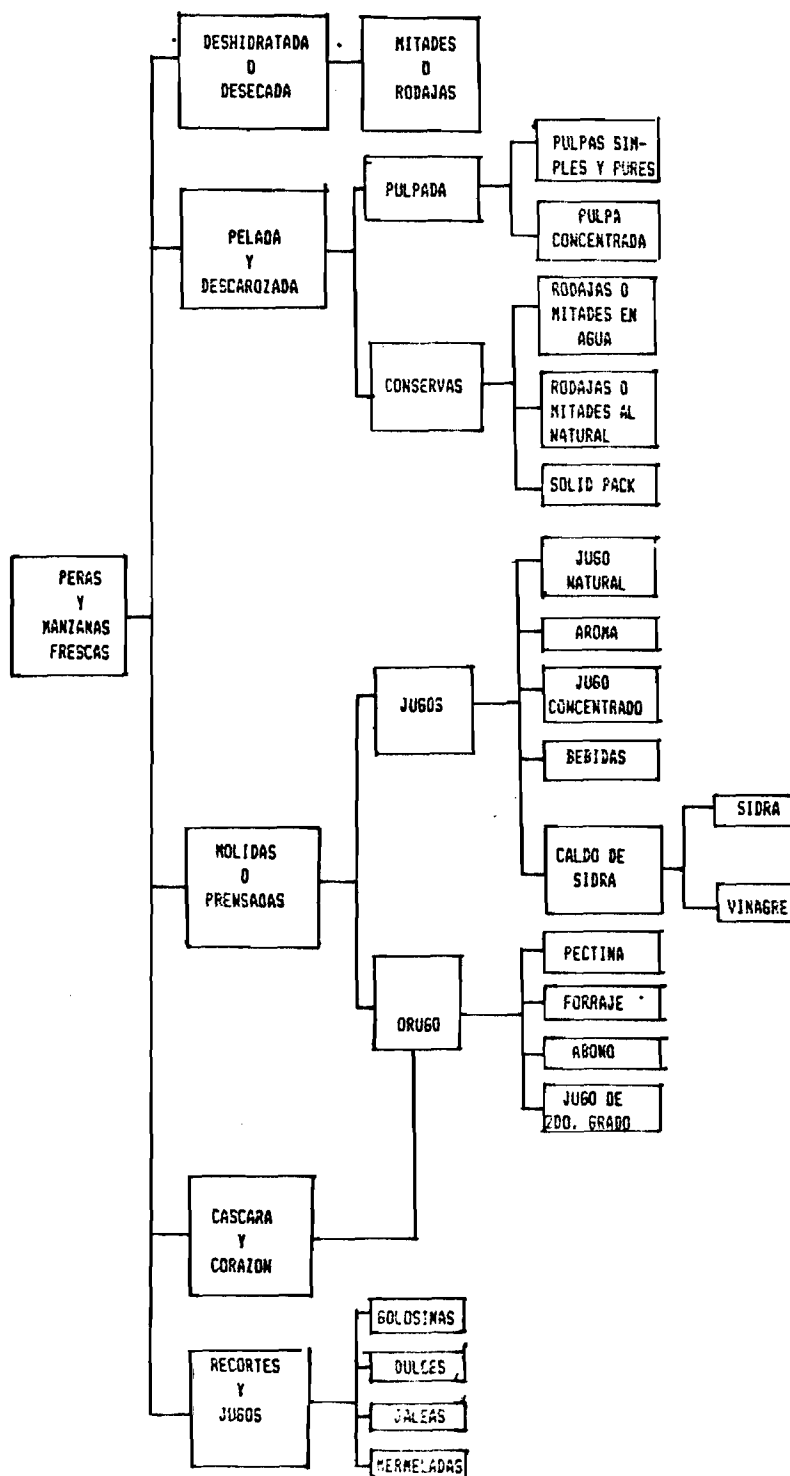 DESHIDRATADA
O
DESECADA
MITADES
O
RODAJAS
PELADA
Y
DESCAROZADA
PULPADA
PULPAS SIM-
PLES Y PURES
PULPA
CONCENTRADA
CONSERVAS
RODAJAS O
MITADES EN
AGUA
RODAJAS O
MITADES AL
NATURAL
SOLID PACK
PERAS
Y
MANZANAS
FRESCAS
MOLIDAS
O
PRENSADAS
JUGOS
JUGO
NATURAL
AROMA
JUGO
CONCENTRADO
BEBIDAS
CALDO DE
SIDRA
SIDRA
VINAGRE
ORUGO
PECTINA
FORRAJE
ABONO
JUGO DE
2DO. GRADO
CASCARA
Y
CORAZON
RECORTES
Y
JUGOS
GOLOSINAS
DULCES
JALEAS
MERMELADAS